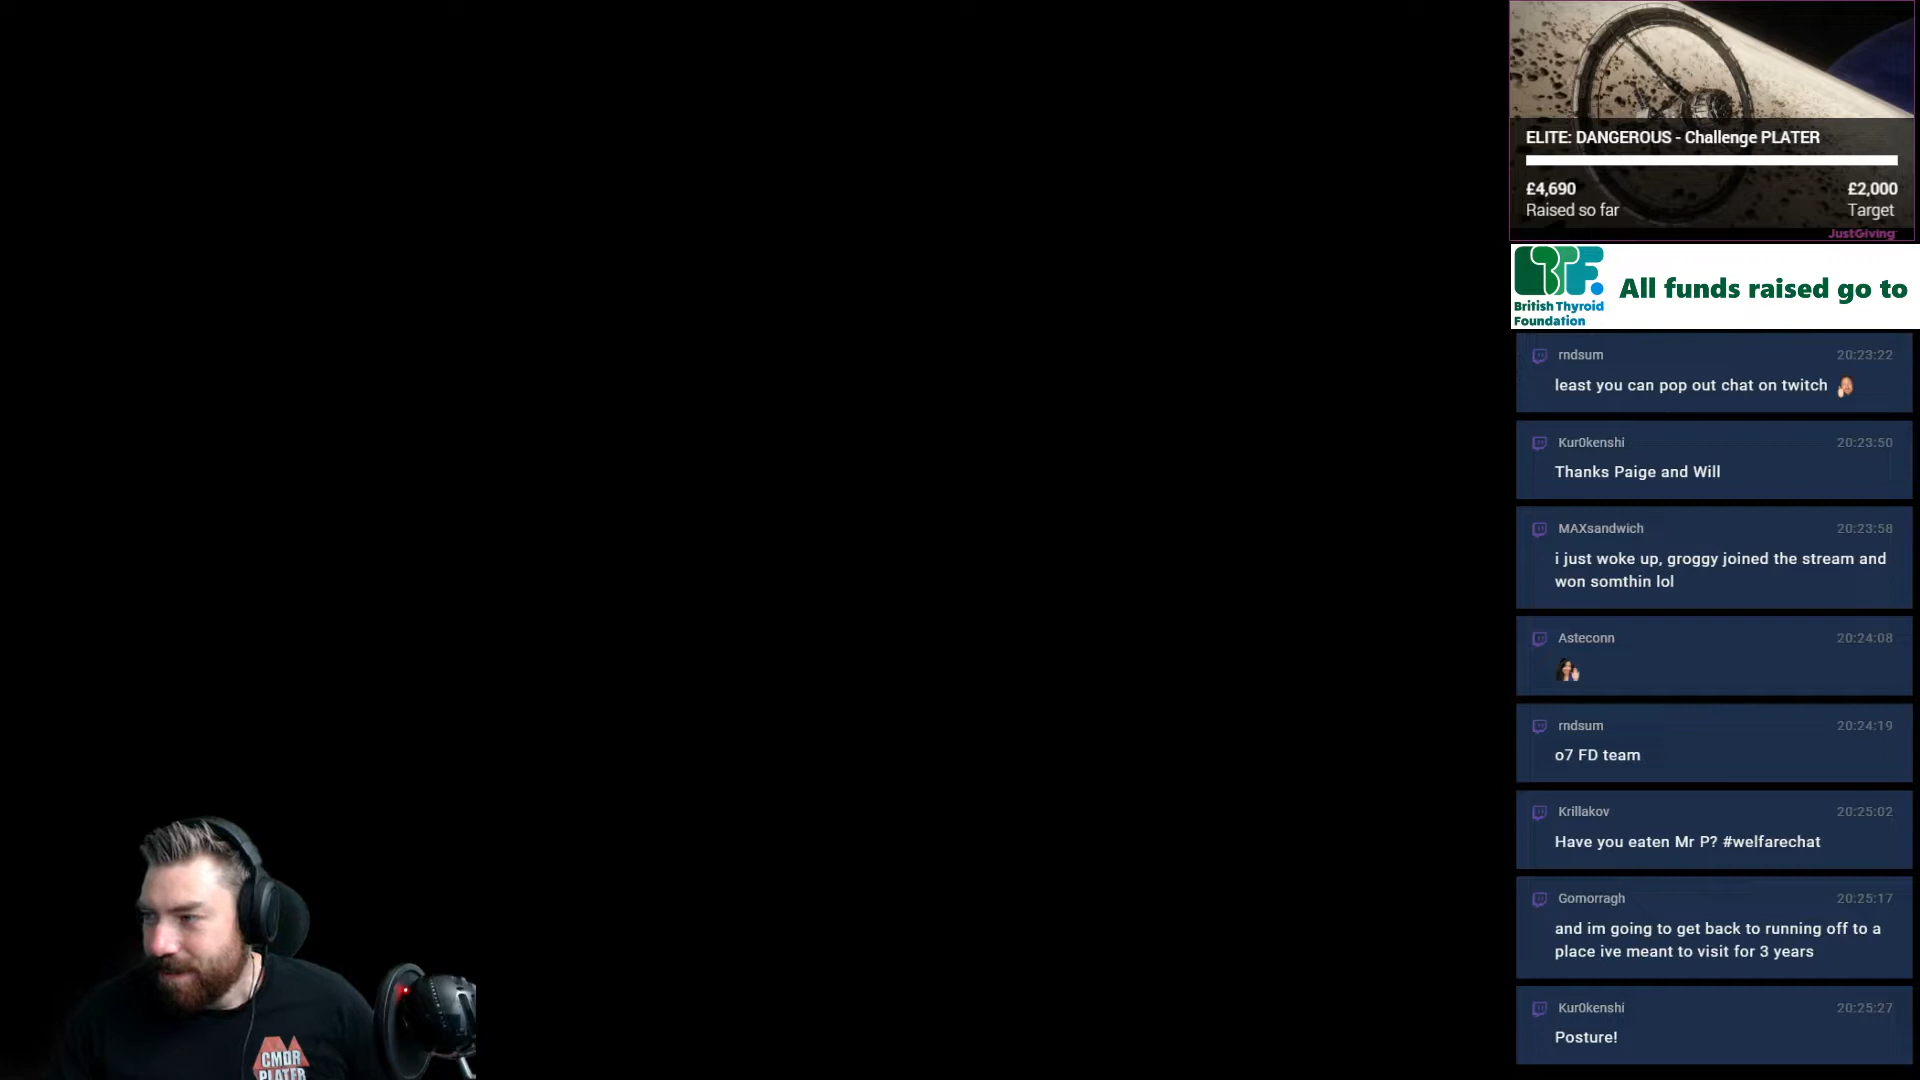 ELITE: DANGEROUS - Challenge PLATER
£4,690 £2,000
Raised so far Target
JustGiving
BTF
British Thyroid
Foundation
All funds raised go to
rndsum 20:23:22
least you can pop out chat on twitch
Kur0kenshi 20:23:50
Thanks Paige and Will
MAXsandwich 20:23:58
i just woke up, groggy joined the stream and
won somthin lol
Asteconn 20:24:08
rndsum 20:24:19
o7 FD team
Krillakov 20:25:02
Have you eaten Mr P? #welfarechat
Gomorragh 20:25:17
and im going to get back to running off to a
place ive meant to visit for 3 years
Kur0kenshi 20:25:27
Posture!
CMDR
PLATER